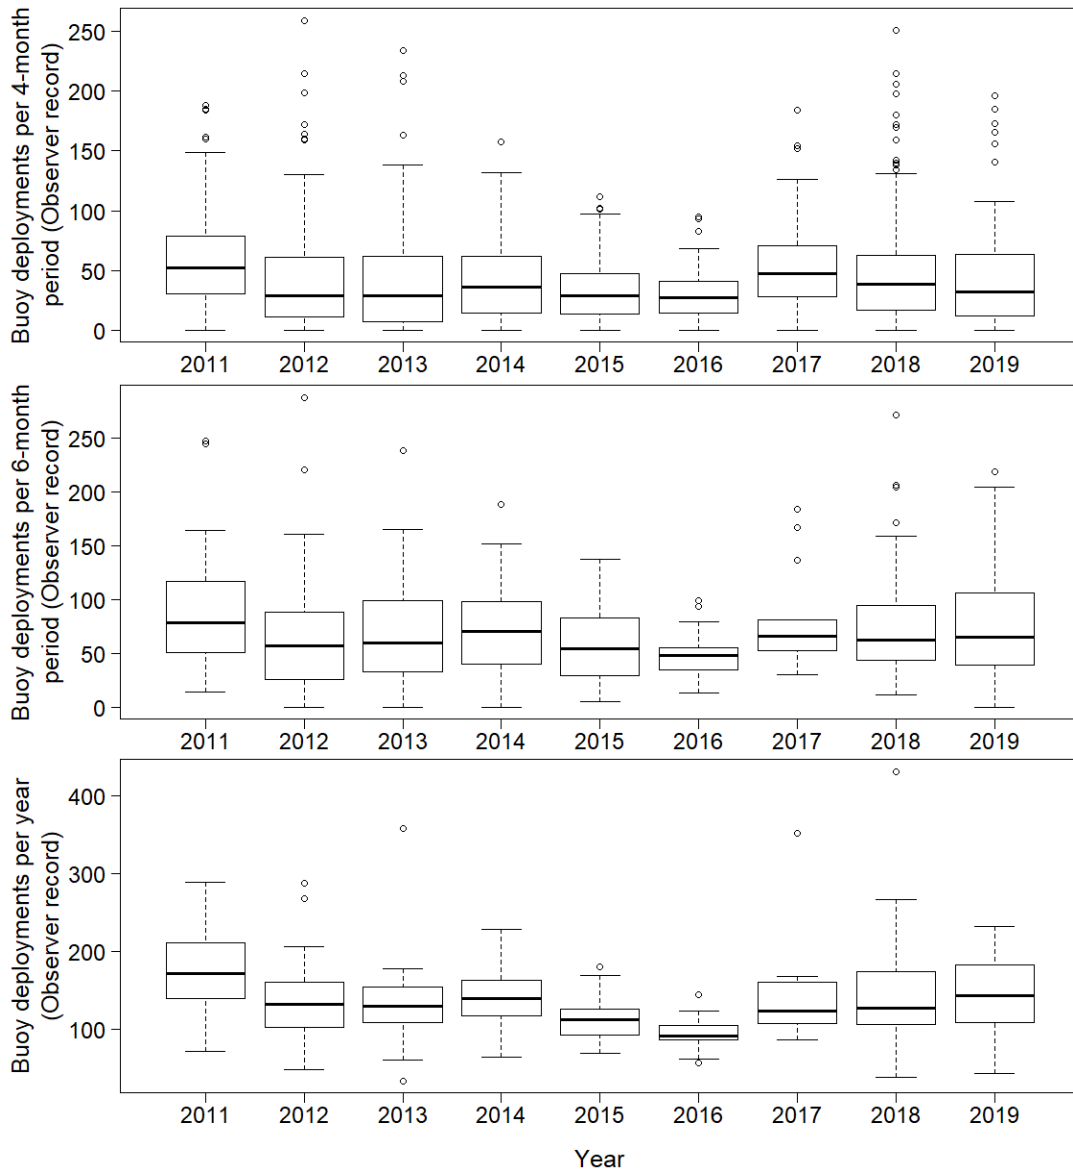 Buoy deployments per 4-month
period (Observer record)
250
200
150
100
50
0
2011 2012 2013 2014 2015 2016 2017 2018 2019
Buoy deployments per 6-month
period (Observer record)
250
200
150
100
50
0
2011 2012 2013 2014 2015 2016 2017 2018 2019
Buoy deployments per year
(Observer record)
400
300
200
100
2011 2012 2013 2014 2015 2016 2017 2018 2019
Year